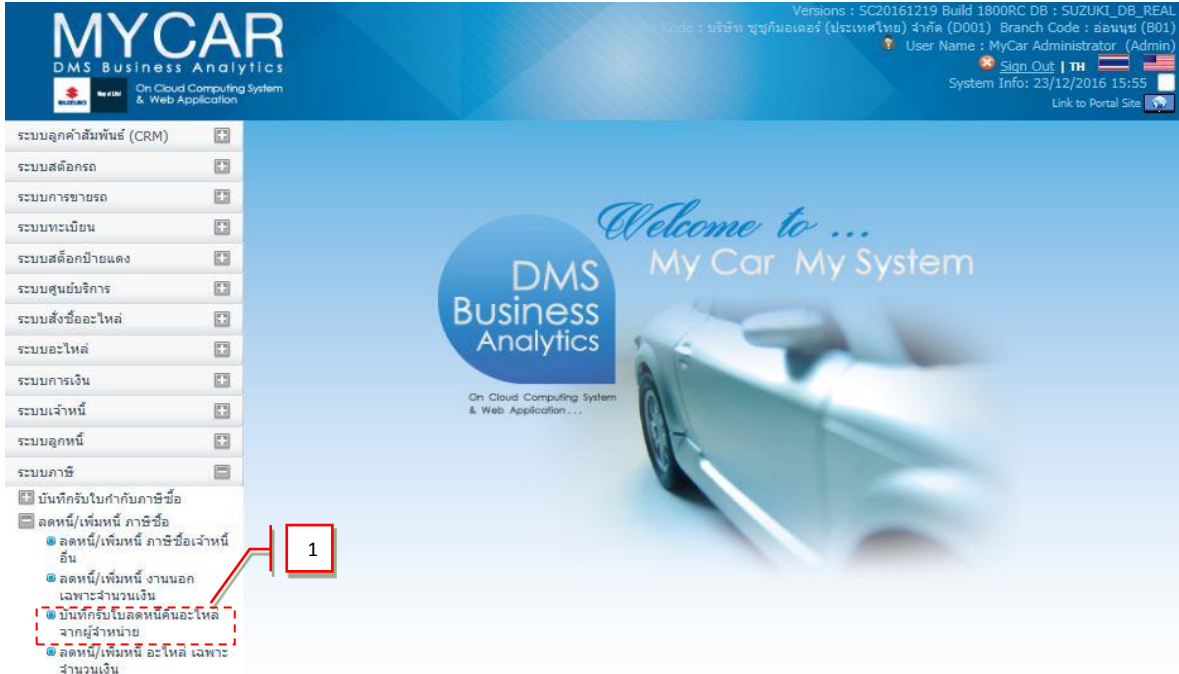 MYCAR
DMS Business Analytics
SUZUKI Way of Life!
On Cloud Computing System
& Web Application
Versions : SC20161219 Build 1800RC DB : SUZUKI_DB_REAL
Code : บริษัท ซูซูกิมอเตอร์ (ประเทศไทย) จำกัด (D001) Branch Code : อ่อนนุช (B01)
User Name : MyCar Administrator (Admin)
Sign Out | TH
System Info: 23/12/2016 15:55
Link to Portal Site
ระบบลูกค้าสัมพันธ์ (CRM)
ระบบสต๊อกรถ
ระบบการขายรถ
ระบบทะเบียน
ระบบสต็อกป้ายแดง
ระบบศูนย์บริการ
ระบบสั่งซื้ออะไหล่
ระบบอะไหล่
ระบบการเงิน
ระบบเจ้าหนี้
ระบบลูกหนี้
ระบบภาษี
บันทึกรับใบกำกับภาษีซื้อ
ลดหนี้/เพิ่มหนี้ ภาษีซื้อ
ลดหนี้/เพิ่มหนี้ ภาษีซื้อเจ้าหนี้
อื่น
ลดหนี้/เพิ่มหนี้ งานนอก
เฉพาะจำนวนเงิน
บันทึกรับใบลดหนี้คืนอะไหล่
จากผู้จำหน่าย
ลดหนี้/เพิ่มหนี้ อะไหล่ เฉพาะ
จำนวนเงิน
1
Welcome to ...
My Car My System
DMS
Business
Analytics
On Cloud Computing System
& Web Application...